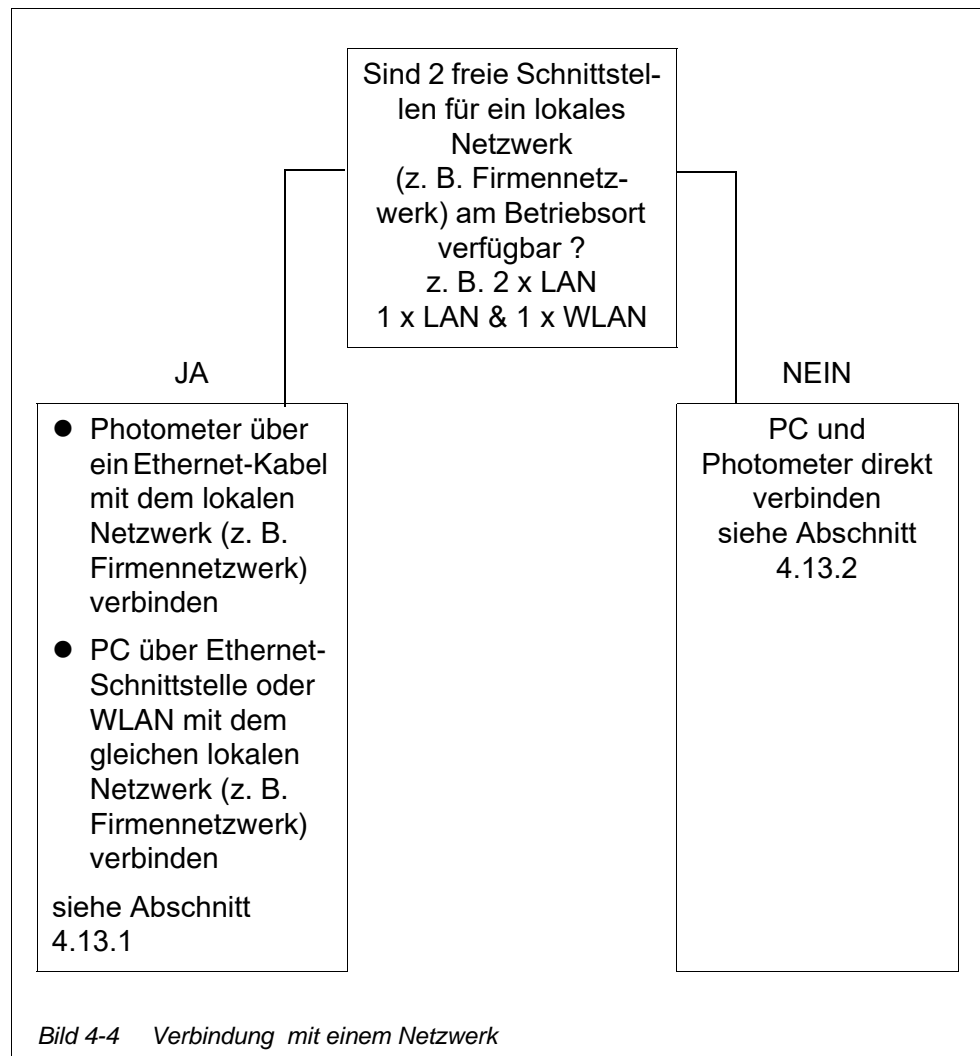 Sind 2 freie Schnittstel-
len für ein lokales
Netzwerk
(z. B. Firmennetz-
werk) am Betriebsort
verfügbar ?
z. B. 2 x LAN
1 x LAN & 1 x WLAN
JA
NEIN
● Photometer über
ein Ethernet-Kabel
mit dem lokalen
Netzwerk (z. B.
Firmennetzwerk)
verbinden
● PC über Ethernet-
Schnittstelle oder
WLAN mit dem
gleichen lokalen
Netzwerk (z. B.
Firmennetzwerk)
verbinden
siehe Abschnitt
4.13.1
PC und
Photometer direkt
verbinden
siehe Abschnitt
4.13.2
Bild 4-4 Verbindung mit einem Netzwerk